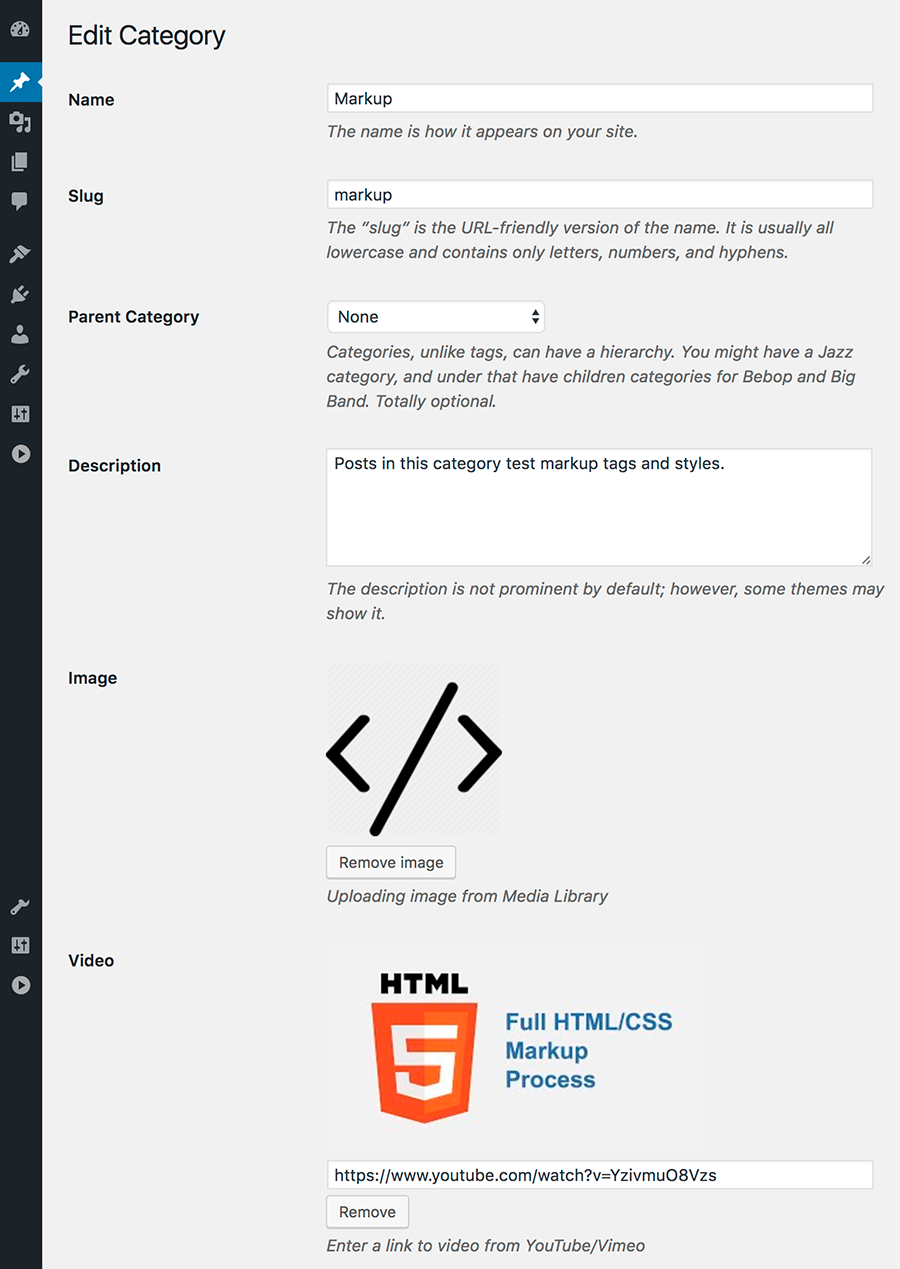 Edit Category
Name
Markup
The name is how it appears on your site.
Slug
markup
The “slug” is the URL-friendly version of the name. It is usually all
lowercase and contains only letters, numbers, and hyphens.
Parent Category
None
Categories, unlike tags, can have a hierarchy. You might have a Jazz
category, and under that have children categories for Bebop and Big
Band. Totally optional.
Description
Posts in this category test markup tags and styles.
The description is not prominent by default; however, some themes may
show it.
Image
</>
Remove image
Uploading image from Media Library
Video
HTML
5
Full HTML/CSS
Markup
Process
https://www.youtube.com/watch?v=YzivmuO8Vzs
Remove
Enter a link to video from YouTube/Vimeo